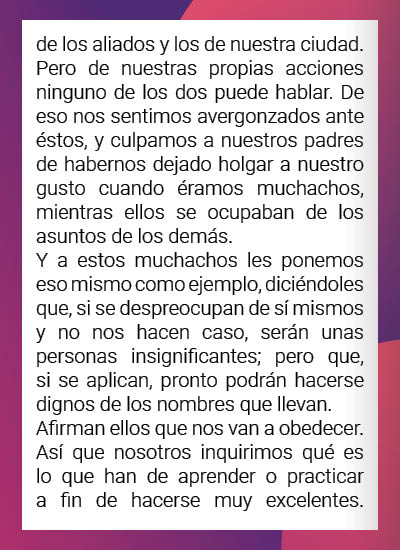 de los aliados y los de nuestra ciudad.
Pero de nuestras propias acciones
ninguno de los dos puede hablar. De
eso nos sentimos avergonzados ante
éstos, y culpamos a nuestros padres
de habernos dejado holgar a nuestro
gusto cuando éramos muchachos,
mientras ellos se ocupaban de los
asuntos de los demás.
Y a estos muchachos les ponemos
eso mismo como ejemplo, diciéndoles
que, si se despreocupan de sí mismos
y no nos hacen caso, serán unas
personas insignificantes; pero que,
si se aplican, pronto podrán hacerse
dignos de los nombres que llevan.
Afirman ellos que nos van a obedecer.
Así que nosotros inquirimos qué es
lo que han de aprender o practicar
a fin de hacerse muy excelentes.